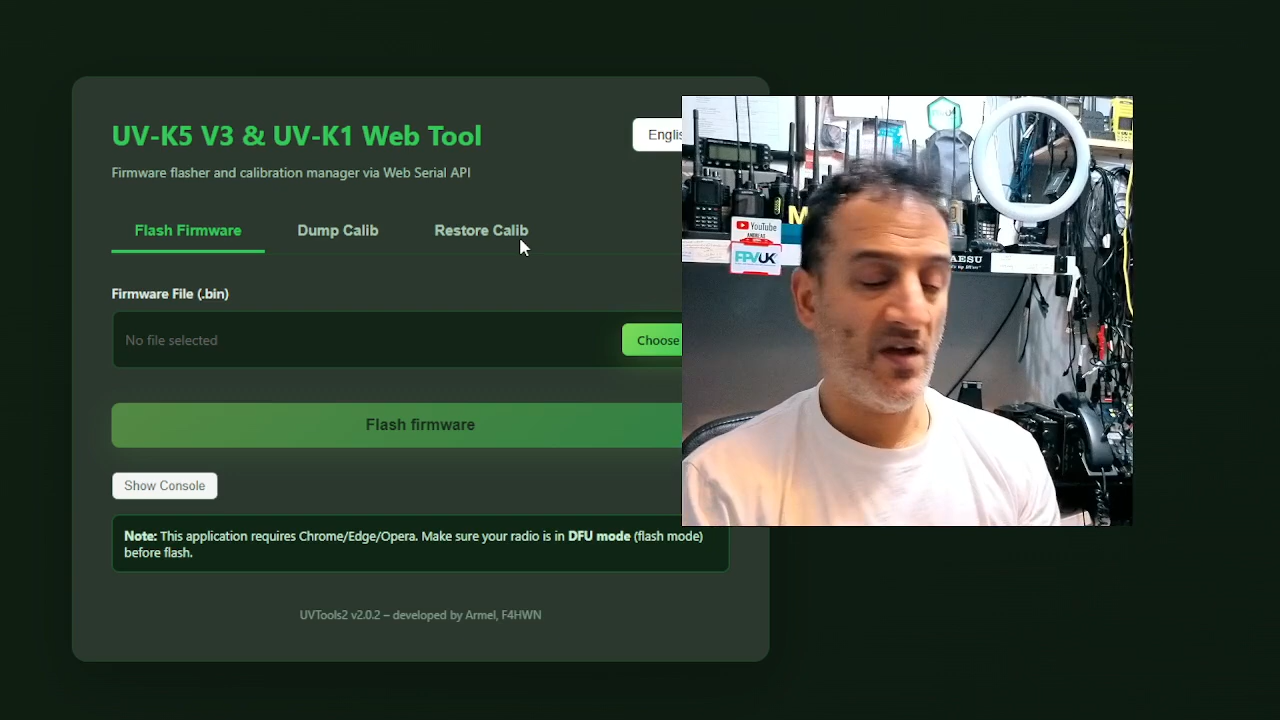 UV-K5 V3 & UV-K1 Web Tool
Firmware flasher and calibration manager via Web Serial API
Flash Firmware
Dump Calib
Restore Calib
Firmware File (.bin)
No file selected
Choose
Flash firmware
Show Console
Note: This application requires Chrome/Edge/Opera. Make sure your radio is in DFU mode (flash mode)
before flash.
UVTools2 v2.0.2 – developed by Armel, F4HWN
YouTube
ANDREAS
FPVUK